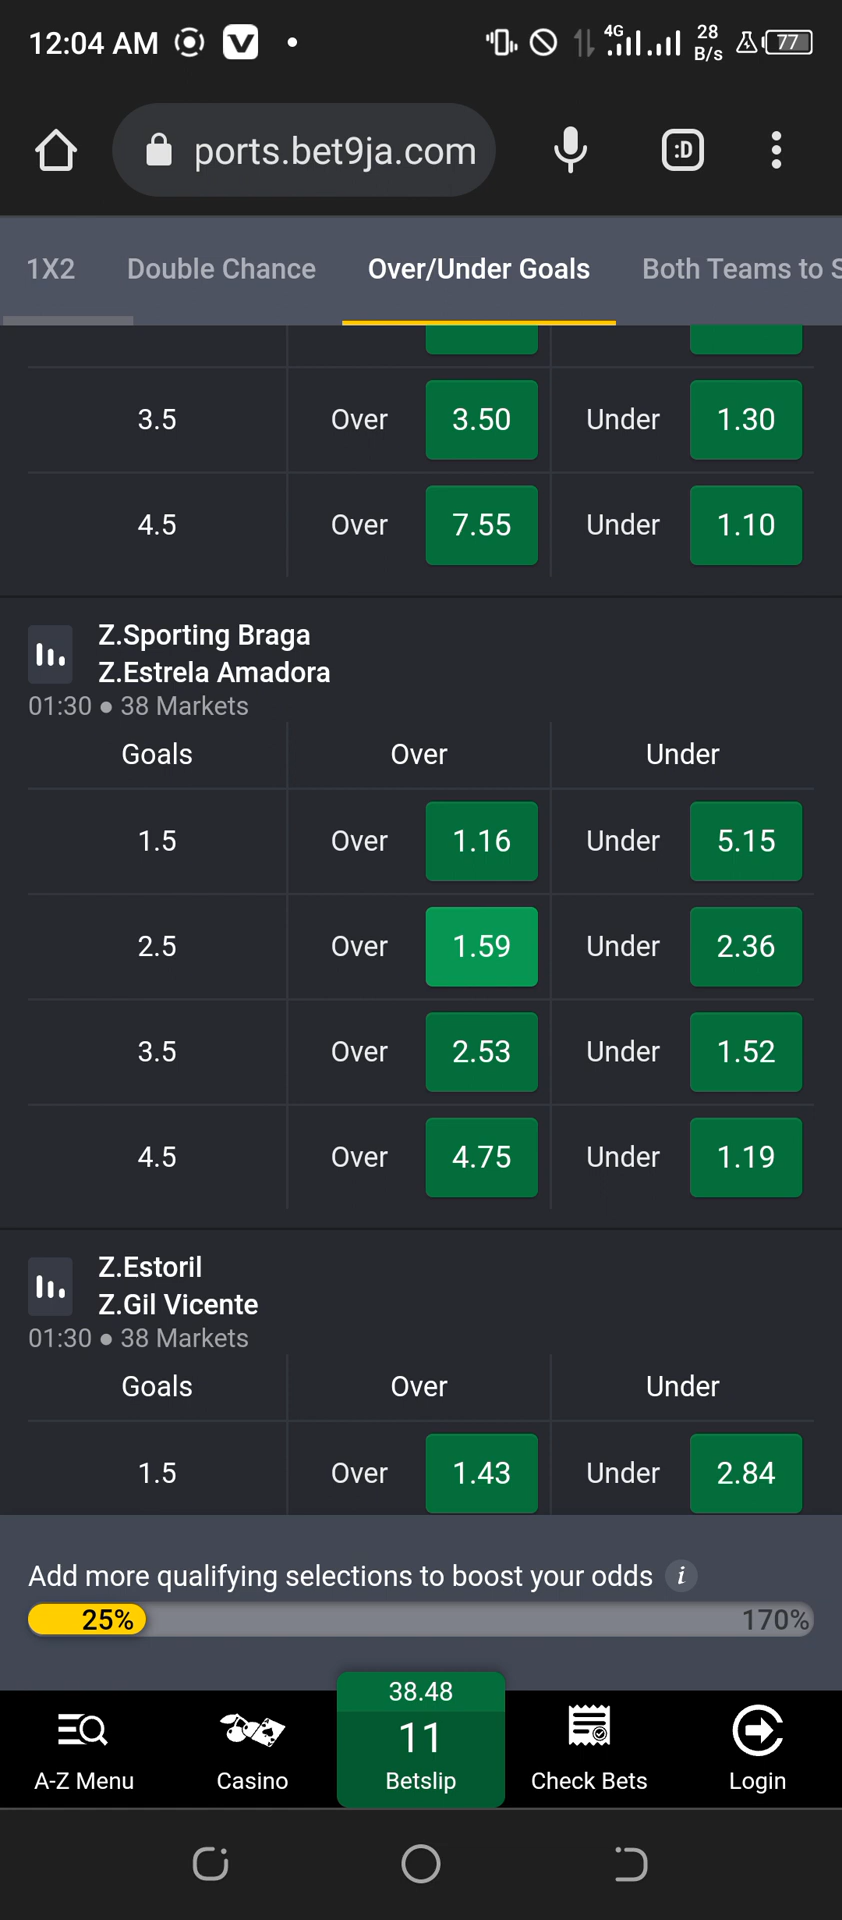 12:04 AM
4G
28
B/s
77
ports.bet9ja.com
:D
1X2 Double Chance Over/Under Goals Both Teams to S
3.5 Over 3.50 Under 1.30
4.5 Over 7.55 Under 1.10
Z.Sporting Braga
Z.Estrela Amadora
01:30 ● 38 Markets
Goals Over Under
1.5 Over 1.16 Under 5.15
2.5 Over 1.59 Under 2.36
3.5 Over 2.53 Under 1.52
4.5 Over 4.75 Under 1.19
Z.Estoril
Z.Gil Vicente
01:30 ● 38 Markets
Goals Over Under
1.5 Over 1.43 Under 2.84
Add more qualifying selections to boost your odds i
25% 170%
38.48
11
A-Z Menu Casino Betslip Check Bets Login